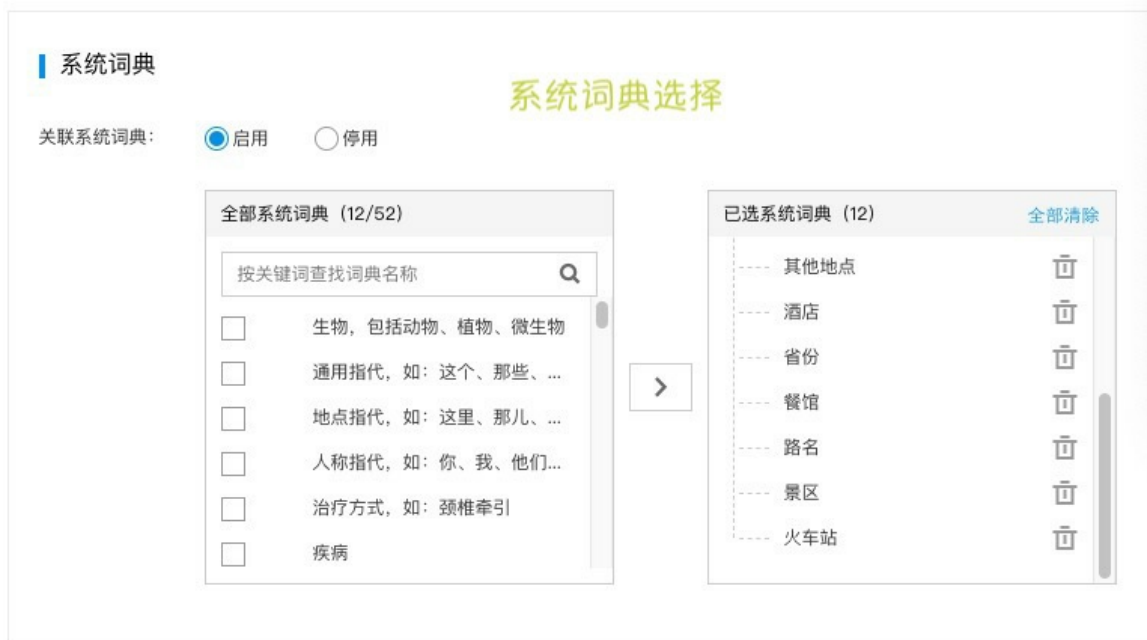 系统词典
系统词典选择
关联系统词典：
启用
停用
全部系统词典（12/52）
按关键词查找词典名称
生物，包括动物、植物、微生物
通用指代，如：这个、那些、...
地点指代，如：这里、那儿、...
人称指代，如：你、我、他们...
治疗方式，如：颈椎牵引
疾病
已选系统词典（12）
全部清除
其他地点
酒店
省份
餐馆
路名
景区
火车站